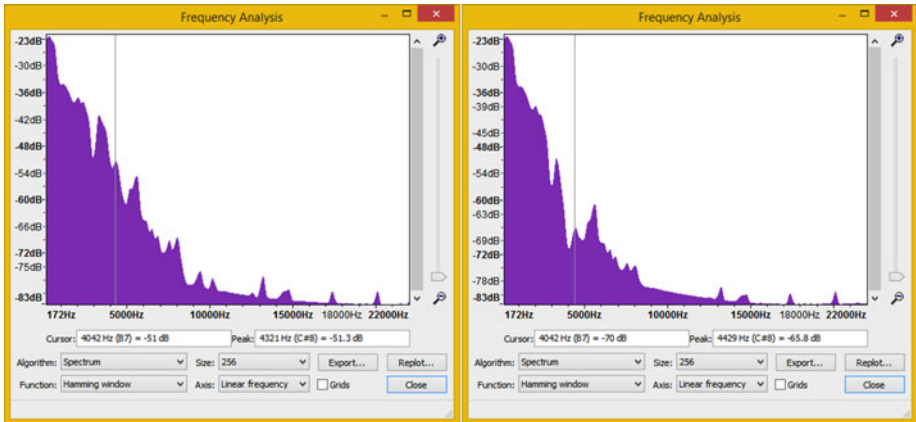 Frequency Analysis
-23dB
-30dB
-36dB
-42dB
-48dB
-54dB
-60dB
-66dB
-72dB
-75dB
-83dB
172Hz 5000Hz 10000Hz 15000Hz 18000Hz 22000Hz
Cursor: 4042 Hz (B7) = -51 dB Peak: 4321 Hz (C#8) = -51.3 dB
Algorithm: Spectrum Size: 256 Export... Replot...
Function: Hamming window Axis: Linear frequency Grids Close
Frequency Analysis
-23dB
-30dB
-36dB
-39dB
-45dB
-48dB
-54dB
-60dB
-63dB
-69dB
-72dB
-78dB
-83dB
172Hz 5000Hz 10000Hz 15000Hz 18000Hz 22000Hz
Cursor: 4042 Hz (B7) = -70 dB Peak: 4429 Hz (C#8) = -65.8 dB
Algorithm: Spectrum Size: 256 Export... Replot...
Function: Hamming window Axis: Linear frequency Grids Close